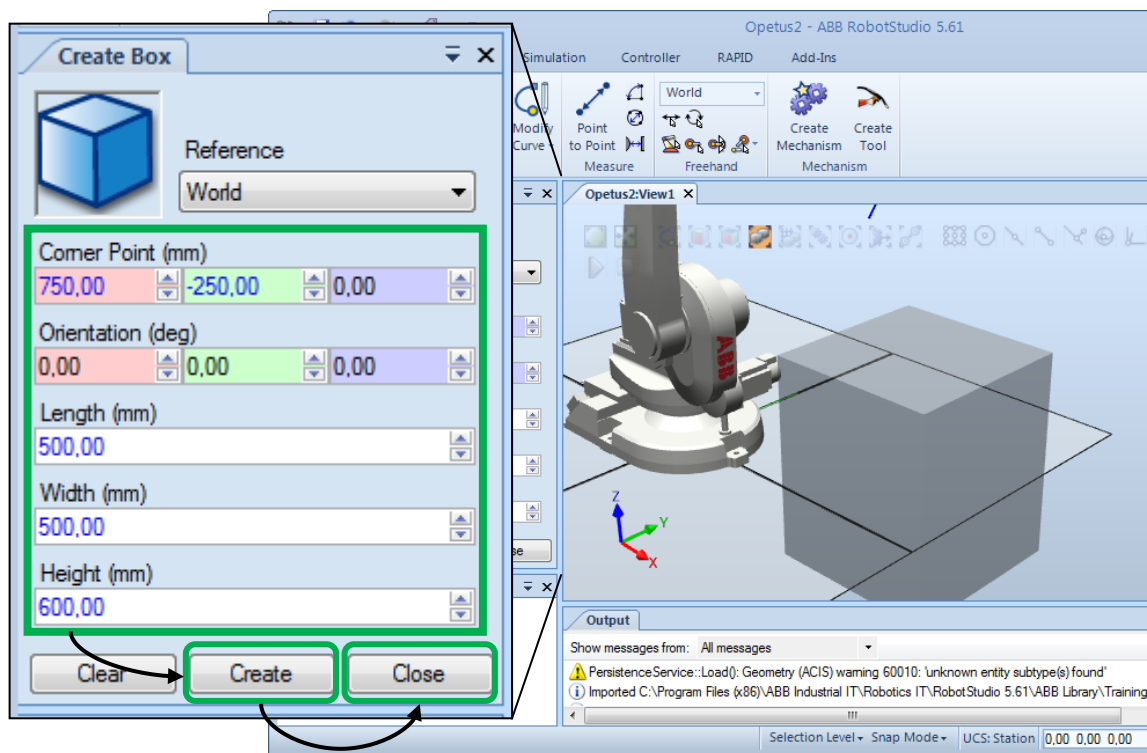 Opetus2 - ABB RobotStudio 5.61
Create Box
Simulation Controller RAPID Add-Ins
Modify Curve
Point to Point
World
Create Mechanism
Create Tool
Measure Freehand Mechanism
Reference
World
Opetus2:View1
Corner Point (mm)
750,00 -250,00 0,00
Orientation (deg)
0,00 0,00 0,00
Length (mm)
500,00
Width (mm)
500,00
Height (mm)
600,00
Clear Create Close
ABB
Z
Y
X
Output
Show messages from: All messages
PersistenceService::Load(): Geometry (ACIS) warning 60010: 'unknown entity subtype(s) found'
Imported C:\Program Files (x86)\ABB Industrial IT\Robotics IT\RobotStudio 5.61\ABB Library\Training
Selection Level Snap Mode UCS: Station 0,00 0,00 0,00